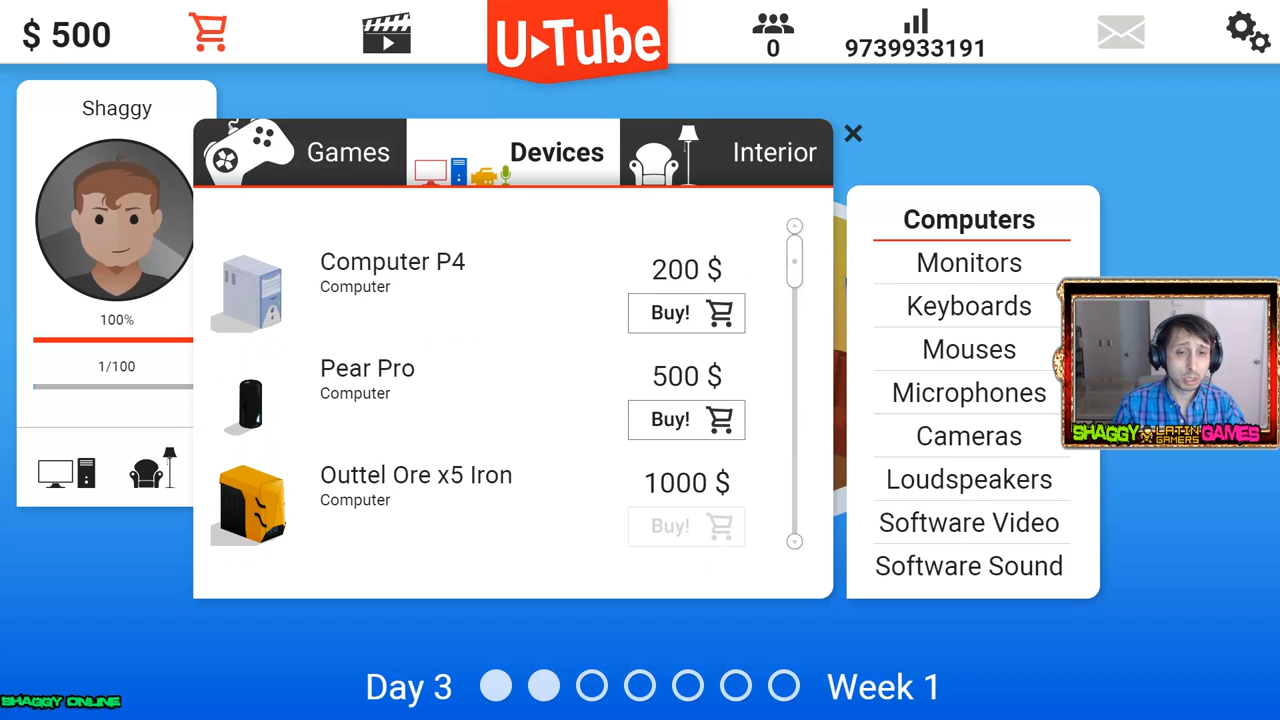 $ 500
U Tube
0
9739933191
Shaggy
100%
1/100
Games
Devices
Interior
Computer P4
Computer
200 $
Buy!
Pear Pro
Computer
500 $
Buy!
Outtel Ore x5 Iron
Computer
1000 $
Buy!
Computers
Monitors
Keyboards
Mouses
Microphones
Cameras
Loudspeakers
Software Video
Software Sound
SHAGGY LATIN GAMERS GAMES
Day 3
Week 1
SHAGGY ONLINE